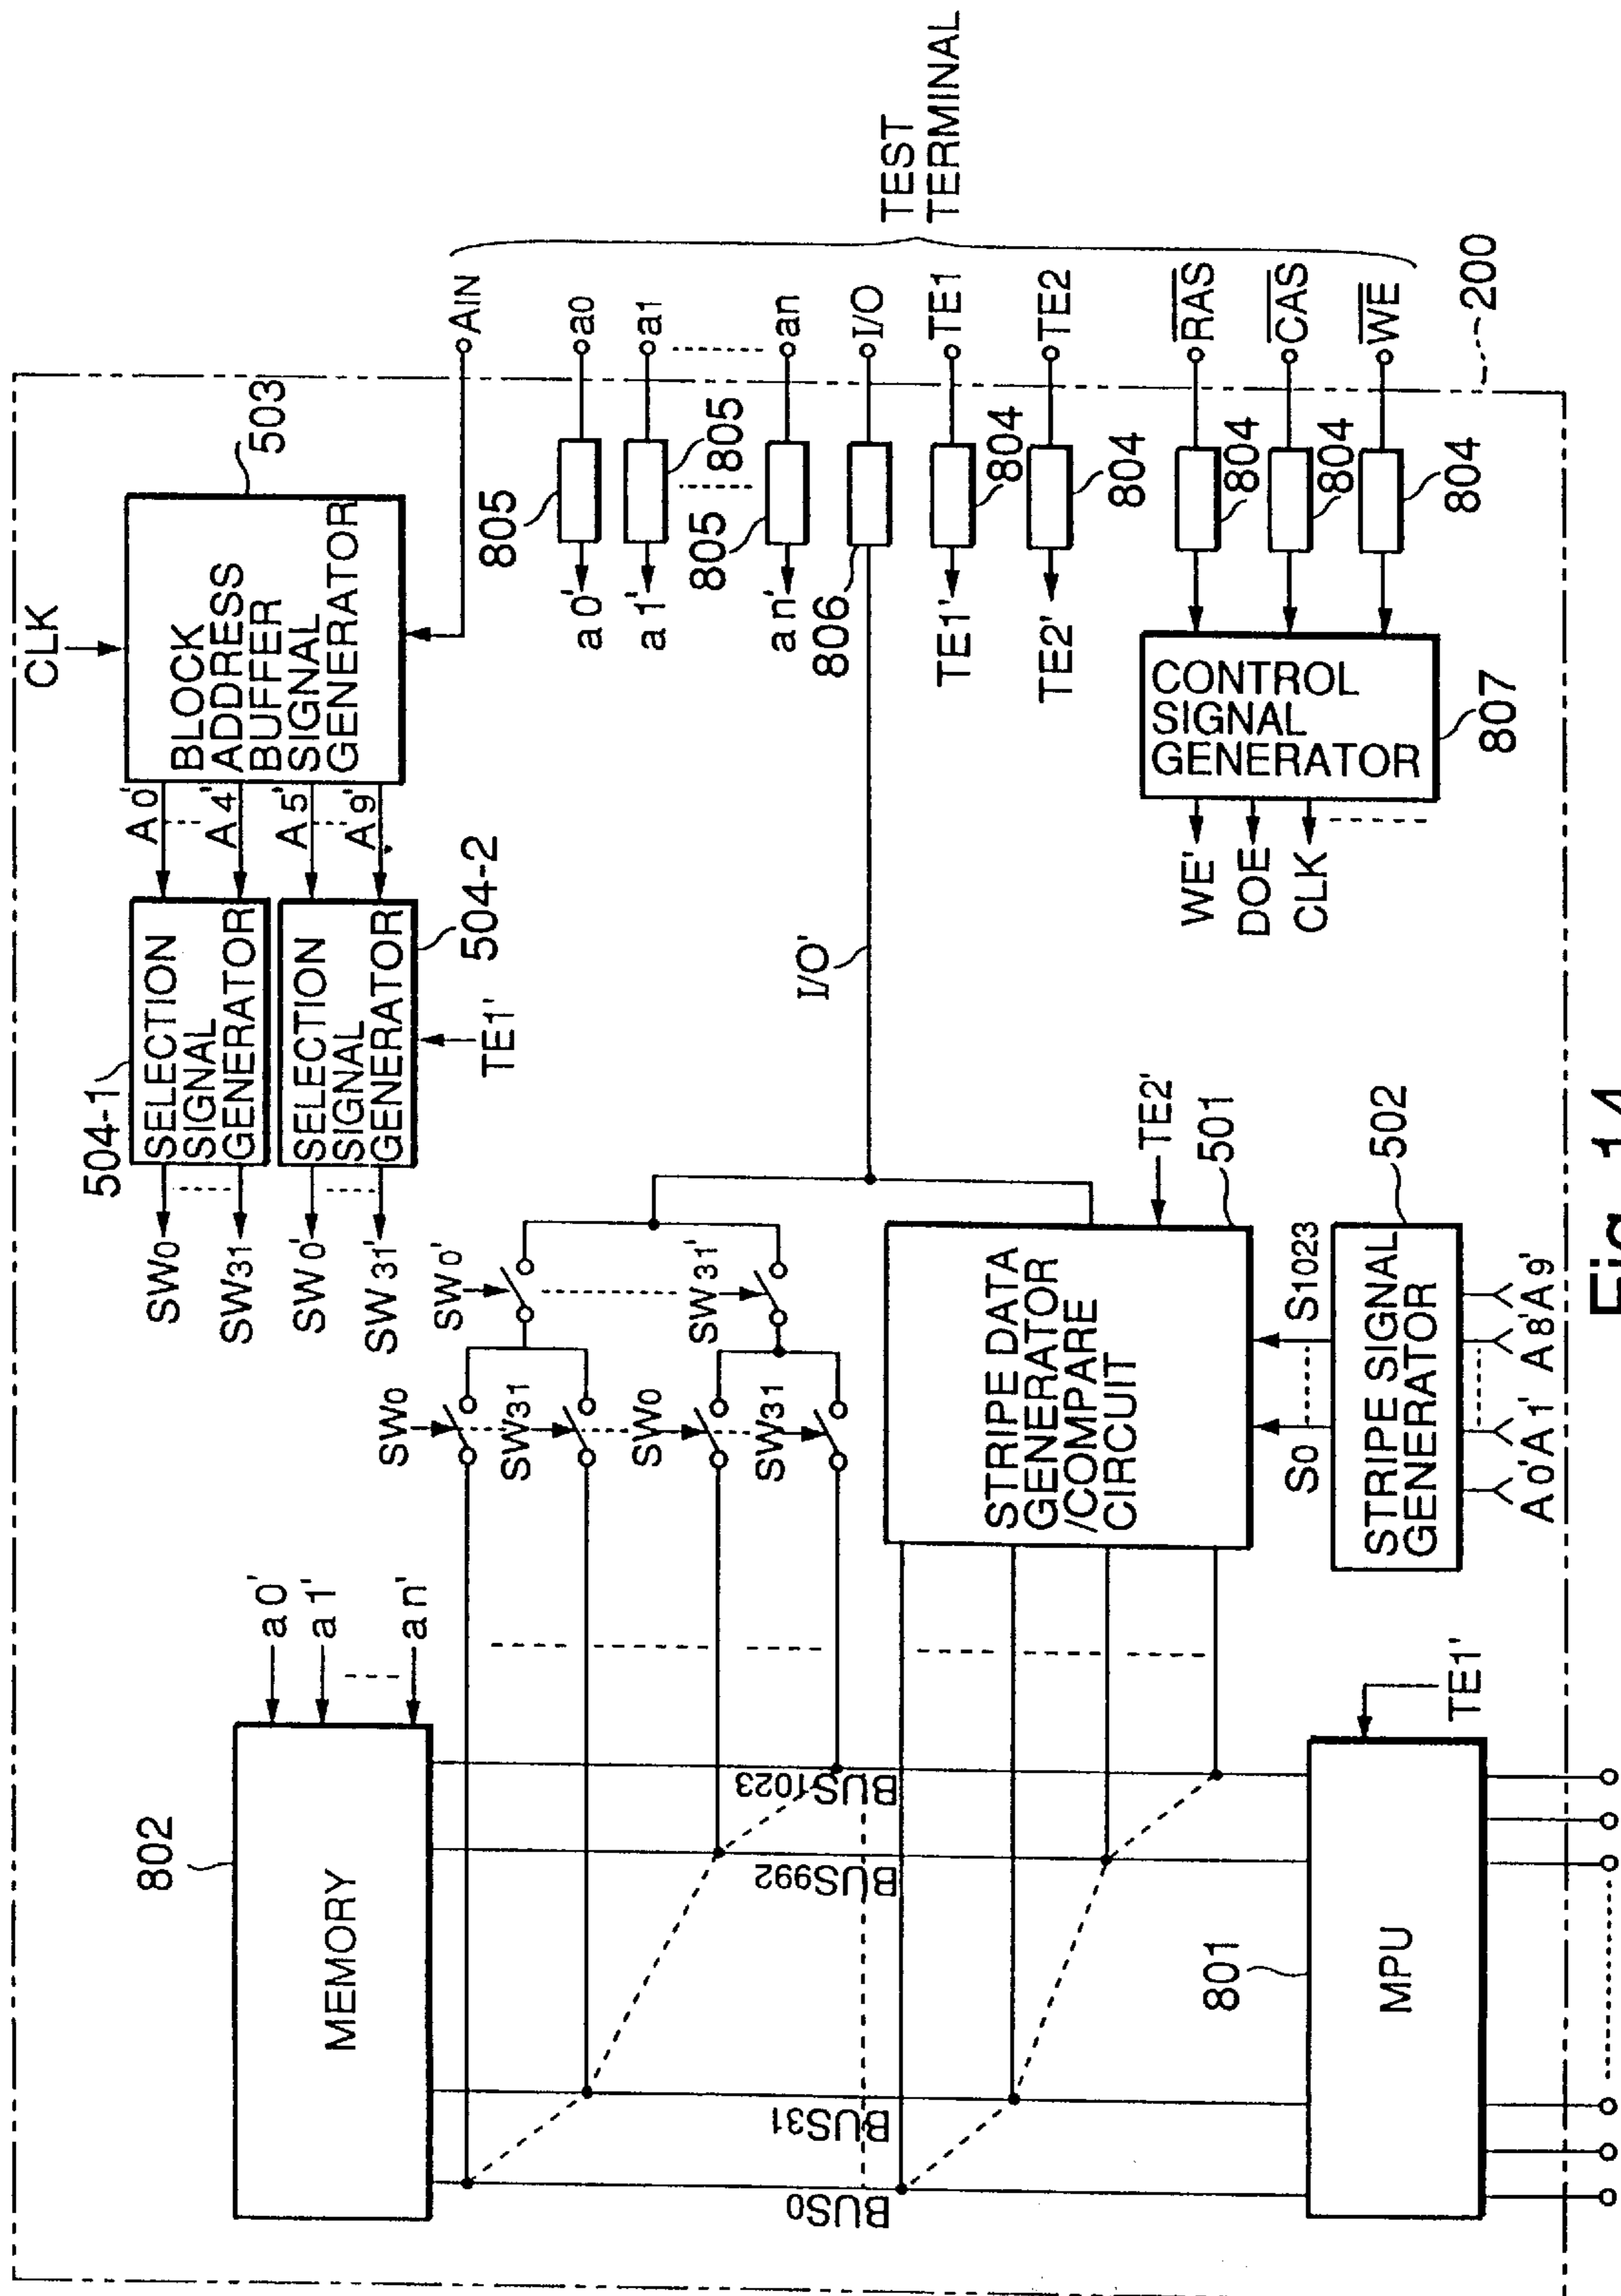 CLK
503
BLOCK
ADDRESS
BUFFER
SIGNAL
GENERATOR
A0'
A4'
A5'
A9'
504-1
SELECTION
SIGNAL
GENERATOR
504-2
SELECTION
SIGNAL
GENERATOR
TE1'
SW0
SW31
SW0'
SW31'
AIN
a0
a1
an
I/O
TE1
TE2
RAS
CAS
WE
TEST
TERMINAL
200
805
805
805
806
804
804
804
804
804
a0'
a1'
an'
TE1'
TE2'
CONTROL
SIGNAL
GENERATOR
807
WE'
DOE
CLK
I/O'
SW0'
SW31'
SW0
SW31
SW0
SW31
802
MEMORY
a0'
a1'
an'
BUS0
BUS31
BUS992
BUS1023
STRIPE DATA
GENERATOR
/COMPARE
CIRCUIT
TE2'
501
S0
S1023
502
STRIPE SIGNAL
GENERATOR
A0'A1'
A8'A9'
801
MPU
TE1'